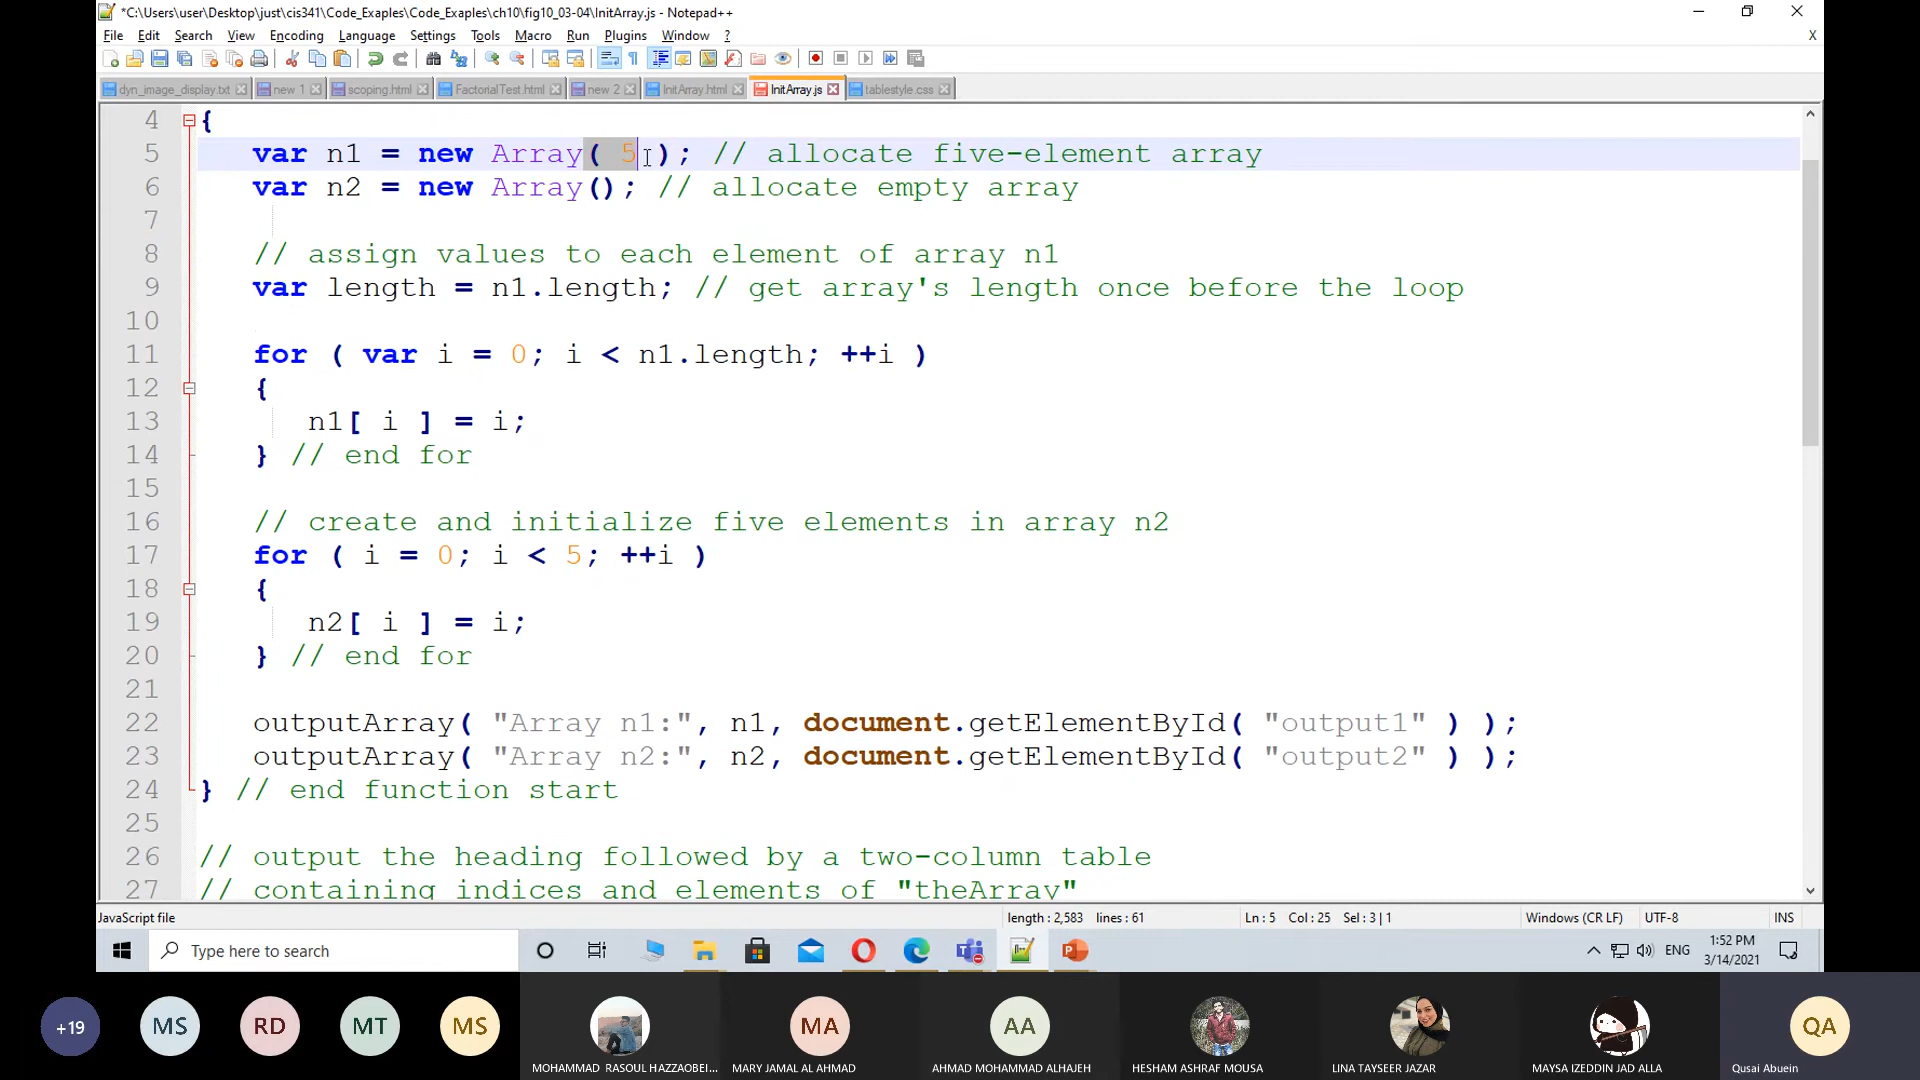 *C:\Users\user\Desktop\just\cis341\Code_Exaples\Code_Exaples\ch10\fig10_03-04\InitArray.js - Notepad++
File Edit Search View Encoding Language Settings Tools Macro Run Plugins Window ? X
dyn_image_display.txt new 1 scoping.html FactorialTest.html new 2 InitArray.html InitArray.js tablestyle.css
4 {
5 var n1 = new Array( 5 ); // allocate five-element array
6 var n2 = new Array(); // allocate empty array
7
8 // assign values to each element of array n1
9 var length = n1.length; // get array's length once before the loop
10
11 for ( var i = 0; i < n1.length; ++i )
12 {
13 n1[ i ] = i;
14 } // end for
15
16 // create and initialize five elements in array n2
17 for ( i = 0; i < 5; ++i )
18 {
19 n2[ i ] = i;
20 } // end for
21
22 outputArray( "Array n1:", n1, document.getElementById( "output1" ) );
23 outputArray( "Array n2:", n2, document.getElementById( "output2" ) );
24 } // end function start
25
26 // output the heading followed by a two-column table
27 // containing indices and elements of "theArray"
JavaScript file length : 2,583 lines : 61 Ln : 5 Col : 25 Sel : 3 | 1 Windows (CR LF) UTF-8 INS
Type here to search ENG 1:52 PM
3/14/2021
+19 MS RD MT MS MA AA QA
MOHAMMAD RASOUL HAZZAOBEI... MARY JAMAL AL AHMAD AHMAD MOHAMMAD ALHAJEH HESHAM ASHRAF MOUSA LINA TAYSEER JAZAR MAYSA IZEDDIN JAD ALLA Qusai Abuein